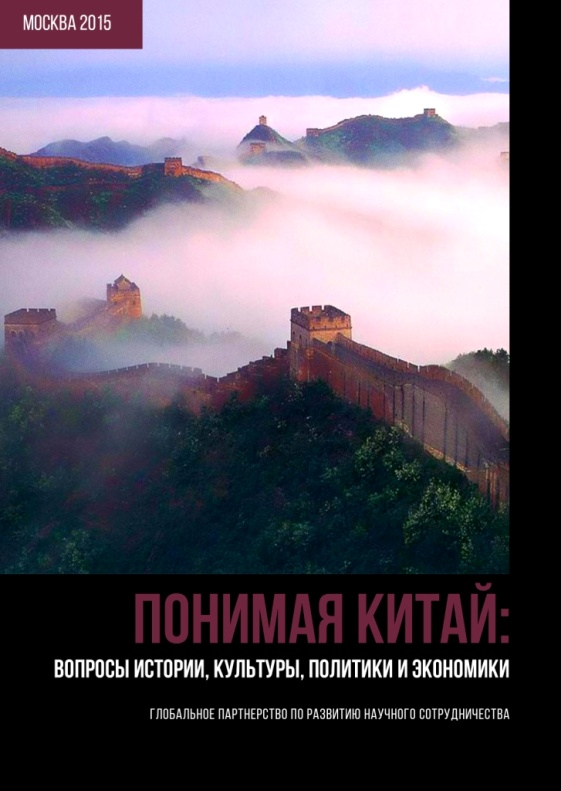 МОСКВА 2015
ПОНИМАЯ КИТАЙ:
ВОПРОСЫ ИСТОРИИ, КУЛЬТУРЫ, ПОЛИТИКИ И ЭКОНОМИКИ
ГЛОБАЛЬНОЕ ПАРТНЕРСТВО ПО РАЗВИТИЮ НАУЧНОГО СОТРУДНИЧЕСТВА